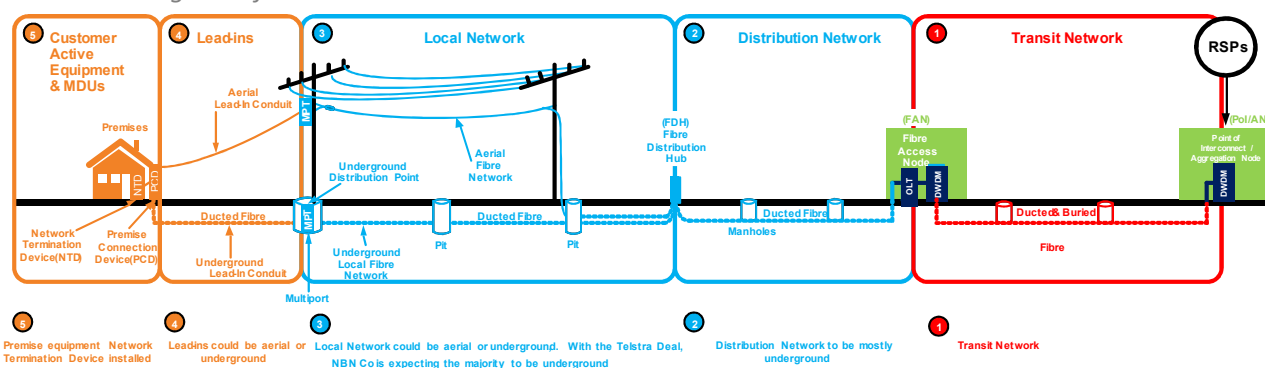 5
Customer
Active
Equipment
& MDUs
4
Lead-ins
3
Local Network
2
Distribution Network
1
Transit Network
RSPs
Aerial
Lead-In Conduit
MPT
Premises
NTD
PCD
Aerial
Fibre
Network
Underground
Distribution Point
MPT
(FDH)
Fibre
Distribution
Hub
(FAN)
Fibre
Access
Node
OLT
DWDM
(PoI/AN
Point of
Interconnect /
Aggregation Node
DWDM
Ducted Fibre
Ducted Fibre
Ducted Fibre
Ducted & Buried
Network
Termination
Device(NTD)
Premise
Connection
Device(PCD)
Underground
Lead-In Conduit
Underground
Local Fibre
Network
Pit
Pit
Manholes
Fibre
Multiport
5
Premise equipment Network
Termination Device installed
4
Lead-ins could be aerial or
underground
3
Local Network could be aerial or underground. With the Telstra Deal,
NBN Co is expecting the majority to be underground
2
Distribution Network to be mostly
underground
1
Transit Network